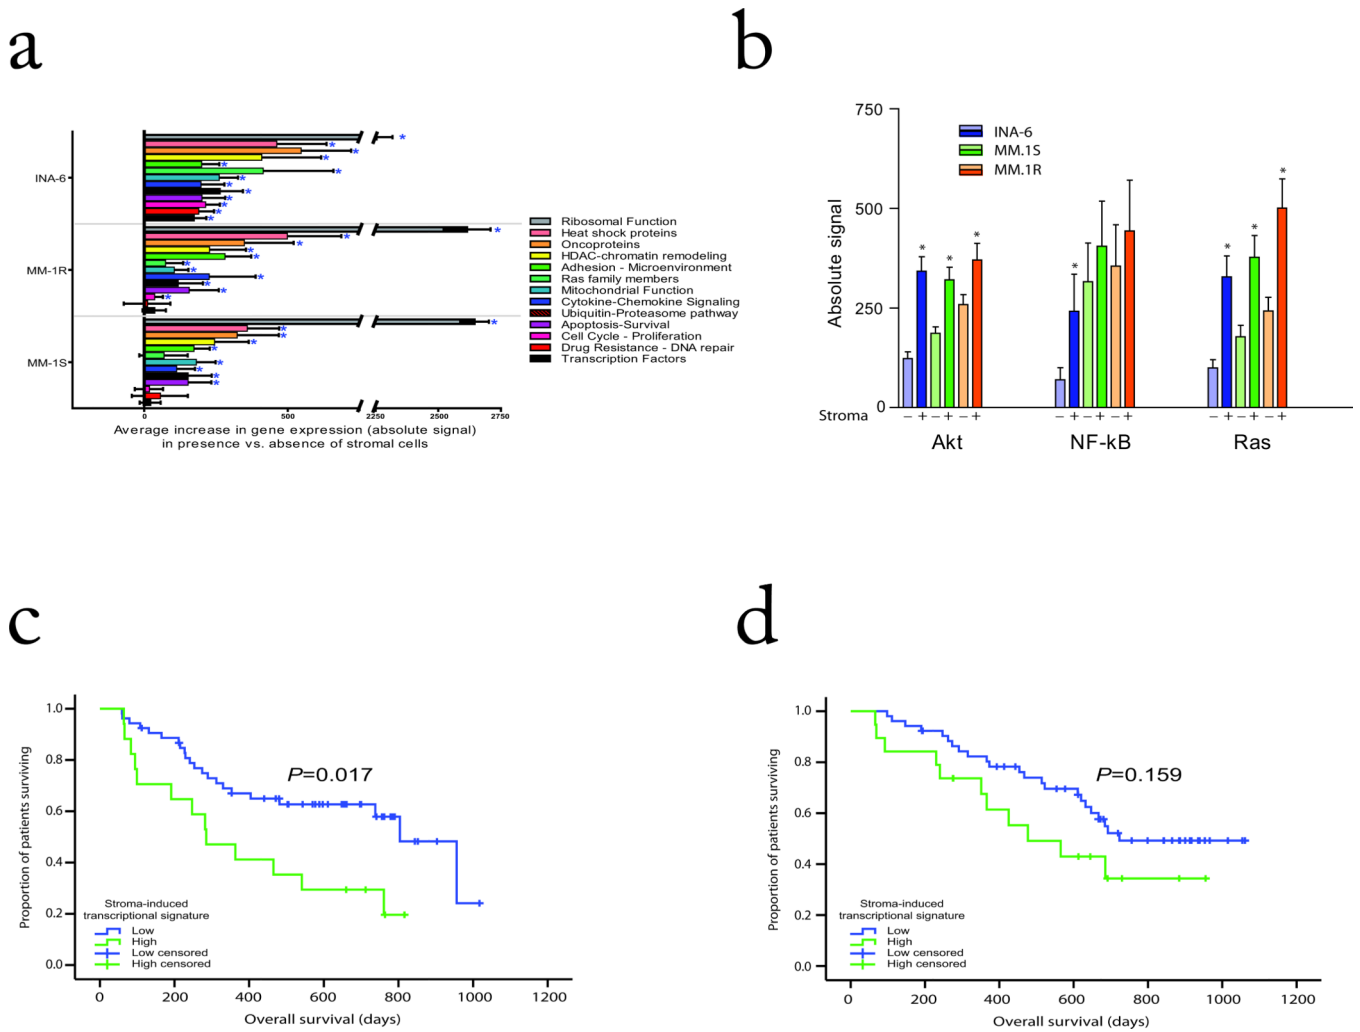 a
INA-6
MM-1R
MM-1S
* * * * * * * * * * * *
* * * * * * * * * * *
* * * * * * * * *
0 500 2250 2750
Average increase in gene expression (absolute signal)
in presence vs. absence of stromal cells
Ribosomal Function
Heat shock proteins
Oncoproteins
HDAC-chromatin remodeling
Adhesion - Microenvironment
Ras family members
Mitochondrial Function
Cytokine-Chemokine Signaling
Ubiquitin-Proteasome pathway
Apoptosis-Survival
Cell Cycle - Proliferation
Drug Resistance - DNA repair
Transcription Factors
b
Absolute signal
750
500
250
0
INA-6
MM.1S
MM.1R
* * * * * * *
Stroma – + – + – + – + – + – + – + – + – +
Akt NF-kB Ras
c
Proportion of patients surviving
1.0
0.8
0.6
0.4
0.2
0.0
P=0.017
Stroma-induced
transcriptional signature
Low
High
Low censored
High censored
0 200 400 600 800 1000 1200
Overall survival (days)
d
Proportion of patients surviving
1.0
0.8
0.6
0.4
0.2
0.0
P=0.159
Stroma-induced
transcriptional signature
Low
High
Low censored
High censored
0 200 400 600 800 1000 1200
Overall survival (days)